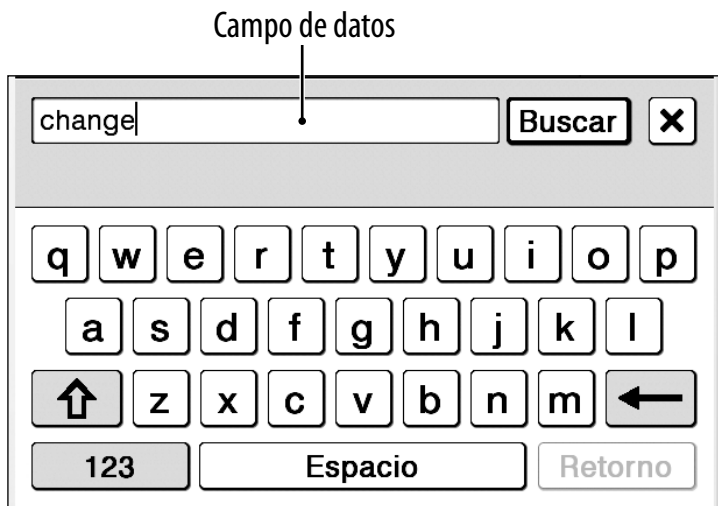 Campo de datos
change Buscar
q w e r t y u i o p
a s d f g h j k l
z x c v b n m
123 Espacio Retorno